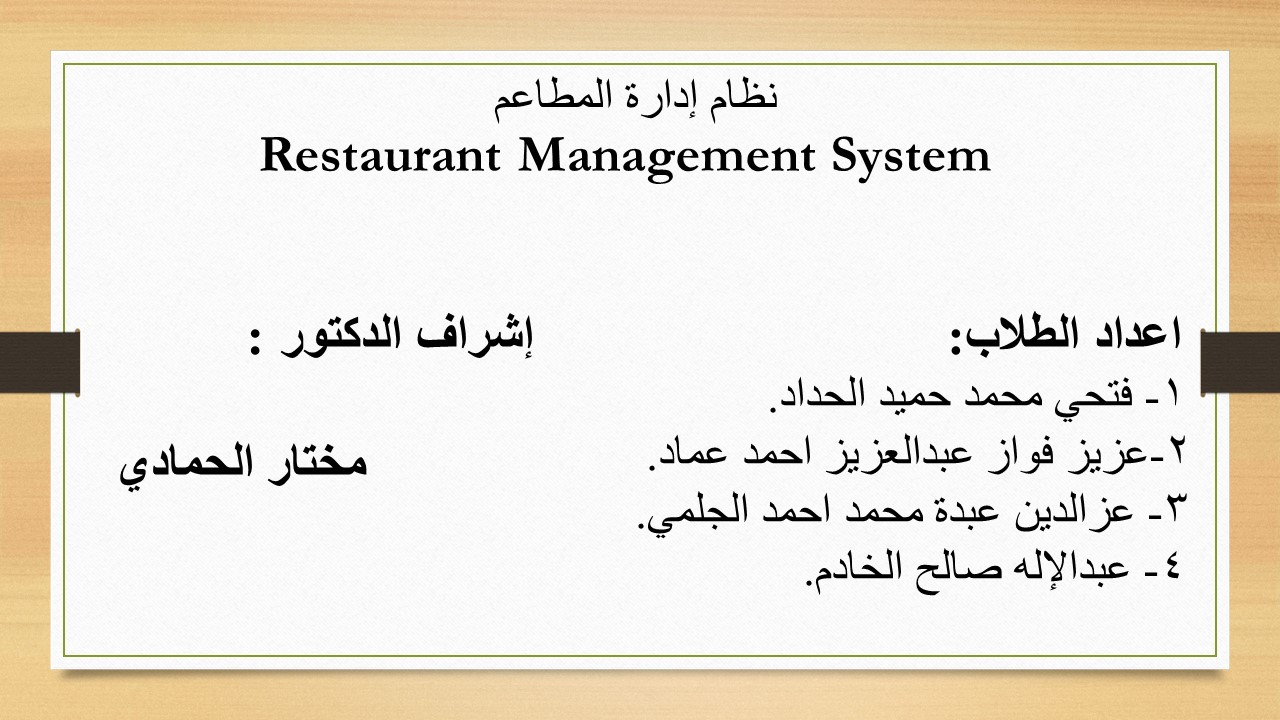 نظام إدارة المطاعم
Restaurant Management System
اعداد الطلاب:
١- فتحي محمد حميد الحداد.
٢-عزيز فواز عبدالعزيز احمد عماد.
٣- عزالدين عبدة محمد احمد الجلمي.
٤- عبدالإله صالح الخادم.
إشراف الدكتور :
مختار الحمادي